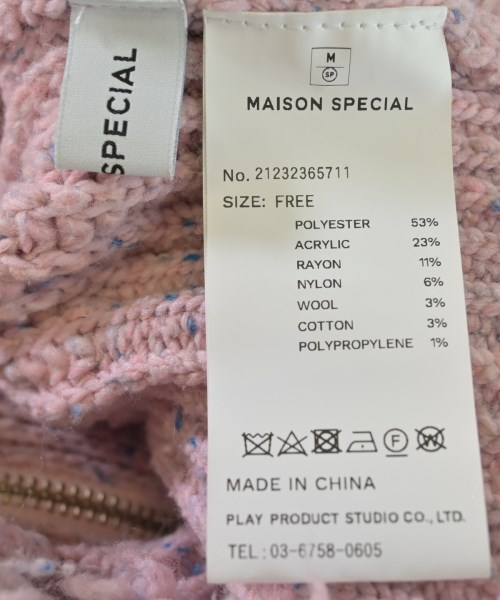 SPECIAL
M
SP
MAISON SPECIAL
No. 21232365711
SIZE: FREE
POLYESTER 53%
ACRYLIC 23%
RAYON 11%
NYLON 6%
WOOL 3%
COTTON 3%
POLYPROPYLENE 1%
F
W
MADE IN CHINA
PLAY PRODUCT STUDIO CO., LTD.
TEL : 03-6758-0605